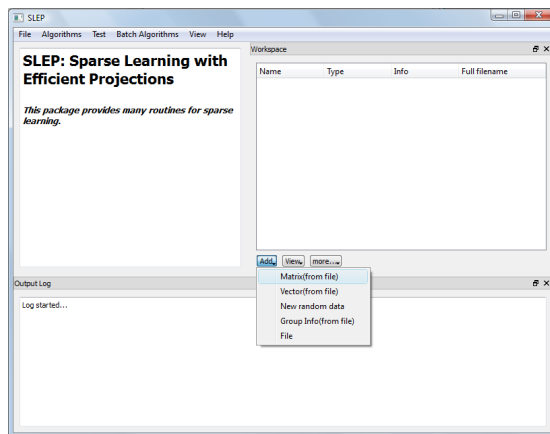 SLEP
File Algorithms Test Batch Algorithms View Help
SLEP: Sparse Learning with
Efficient Projections
This package provides many routines for sparse
learning.
Workspace
Name Type Info Full filename
Add View more...
Matrix(from file)
Vector(from file)
New random data
Group Info(from file)
File
Output Log
Log started...